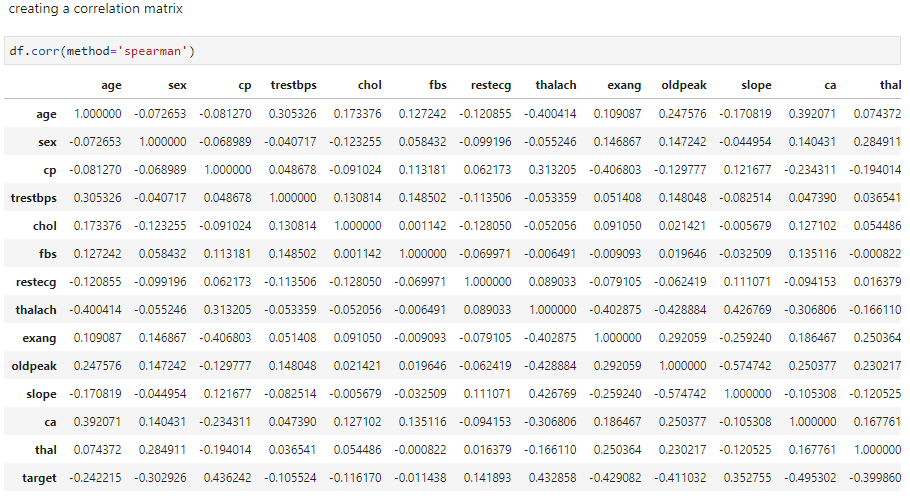 creating a correlation matrix
df.corr(method='spearman')
age sex cp trestbps chol fbs restecg thalach exang oldpeak slope ca thal
age 1.000000 -0.072653 -0.081270 0.305326 0.173376 0.127242 -0.120855 -0.400414 0.109087 0.247576 -0.170819 0.392071 0.074372
sex -0.072653 1.000000 -0.068989 -0.040717 -0.123255 0.058432 -0.099196 -0.055246 0.146867 0.147242 -0.044954 0.140431 0.284911
cp -0.081270 -0.068989 1.000000 0.048678 -0.091024 0.113181 0.062173 0.313205 -0.406803 -0.129777 0.121677 -0.234311 -0.194014
trestbps 0.305326 -0.040717 0.048678 1.000000 0.130814 0.148502 -0.113506 -0.053359 0.051408 0.148048 -0.082514 0.047390 0.036541
chol 0.173376 -0.123255 -0.091024 0.130814 1.000000 0.001142 -0.128050 -0.052056 0.091050 0.021421 -0.005679 0.127102 0.054486
fbs 0.127242 0.058432 0.113181 0.148502 0.001142 1.000000 -0.069971 -0.006491 -0.009093 0.019646 -0.032509 0.135116 -0.000822
restecg -0.120855 -0.099196 0.062173 -0.113506 -0.128050 -0.069971 1.000000 0.089033 -0.079105 -0.062419 0.111071 -0.094153 0.016379
thalach -0.400414 -0.055246 0.313205 -0.053359 -0.052056 -0.006491 0.089033 1.000000 -0.402875 -0.428884 0.426769 -0.306806 -0.166110
exang 0.109087 0.146867 -0.406803 0.051408 0.091050 -0.009093 -0.079105 -0.402875 1.000000 0.292059 -0.259240 0.186467 0.250364
oldpeak 0.247576 0.147242 -0.129777 0.148048 0.021421 0.019646 -0.062419 -0.428884 0.292059 1.000000 -0.574742 0.250377 0.230217
slope -0.170819 -0.044954 0.121677 -0.082514 -0.005679 -0.032509 0.111071 0.426769 -0.259240 -0.574742 1.000000 -0.105308 -0.120525
ca 0.392071 0.140431 -0.234311 0.047390 0.127102 0.135116 -0.094153 -0.306806 0.186467 0.250377 -0.105308 1.000000 0.167761
thal 0.074372 0.284911 -0.194014 0.036541 0.054486 -0.000822 0.016379 -0.166110 0.250364 0.230217 -0.120525 0.167761 1.000000
target -0.242215 -0.302926 0.436242 -0.105524 -0.116170 -0.011438 0.141893 0.432858 -0.429082 -0.411032 0.352755 -0.495302 -0.399860